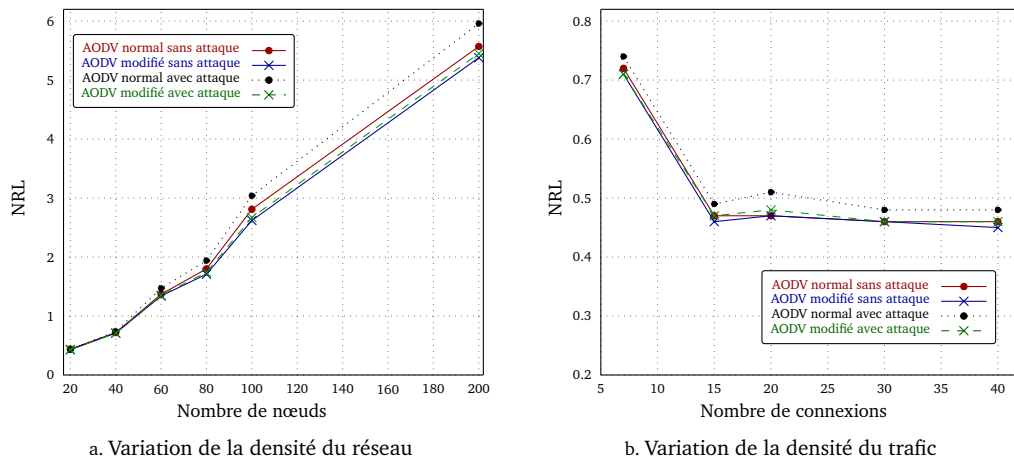 6
5
4
3
2
1
0
NRL
AODV normal sans attaque
AODV modifié sans attaque
AODV normal avec attaque
AODV modifié avec attaque
20 40 60 80 100 120 140 160 180 200
Nombre de nœuds
a. Variation de la densité du réseau
0.8
0.7
0.6
0.5
0.4
0.3
0.2
NRL
AODV normal sans attaque
AODV modifié sans attaque
AODV normal avec attaque
AODV modifié avec attaque
5 10 15 20 25 30 35 40
Nombre de connexions
b. Variation de la densité du trafic